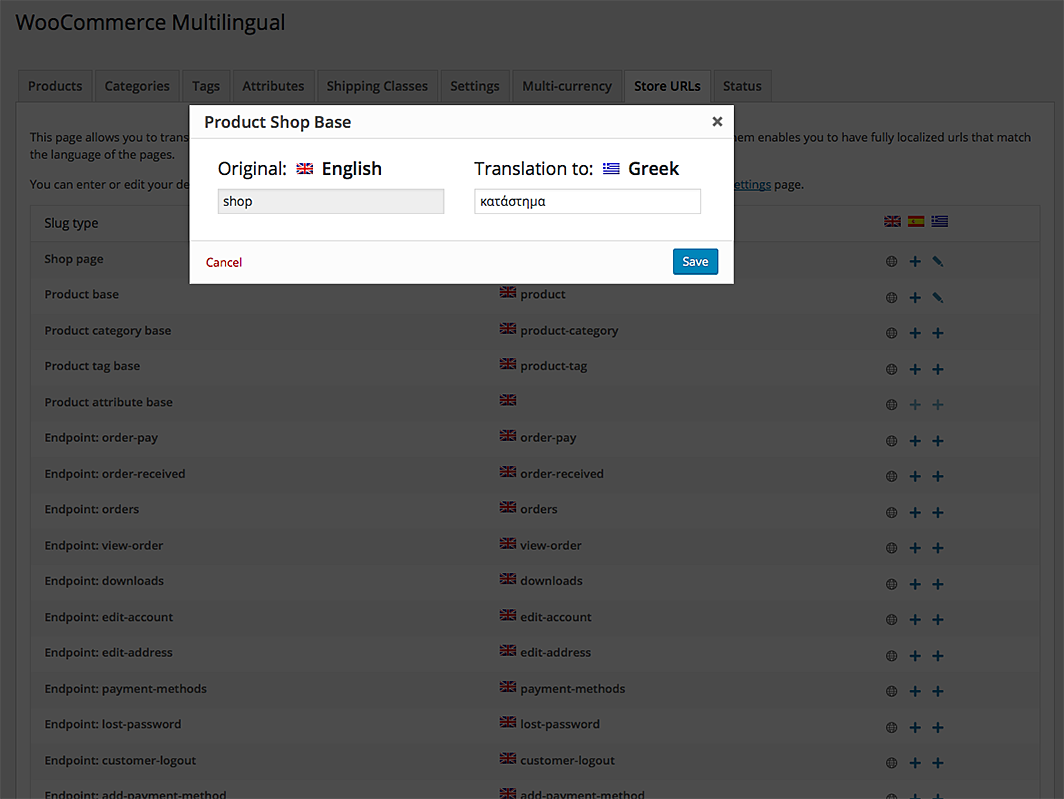 WooCommerce Multilingual
Products Categories Tags Attributes Shipping Classes Settings Multi-currency Store URLs Status
This page allows you to trans
em enables you to have fully localized urls that match
the language of the pages.
You can enter or edit your de
ettings page.
Product Shop Base
Original: English Translation to: Greek
shop κατάστημα
Cancel Save
Slug type
Shop page
Product base product
Product category base product-category
Product tag base product-tag
Product attribute base
Endpoint: order-pay order-pay
Endpoint: order-received order-received
Endpoint: orders orders
Endpoint: view-order view-order
Endpoint: downloads downloads
Endpoint: edit-account edit-account
Endpoint: edit-address edit-address
Endpoint: payment-methods payment-methods
Endpoint: lost-password lost-password
Endpoint: customer-logout customer-logout
Endpoint: add-payment-method add-payment-method